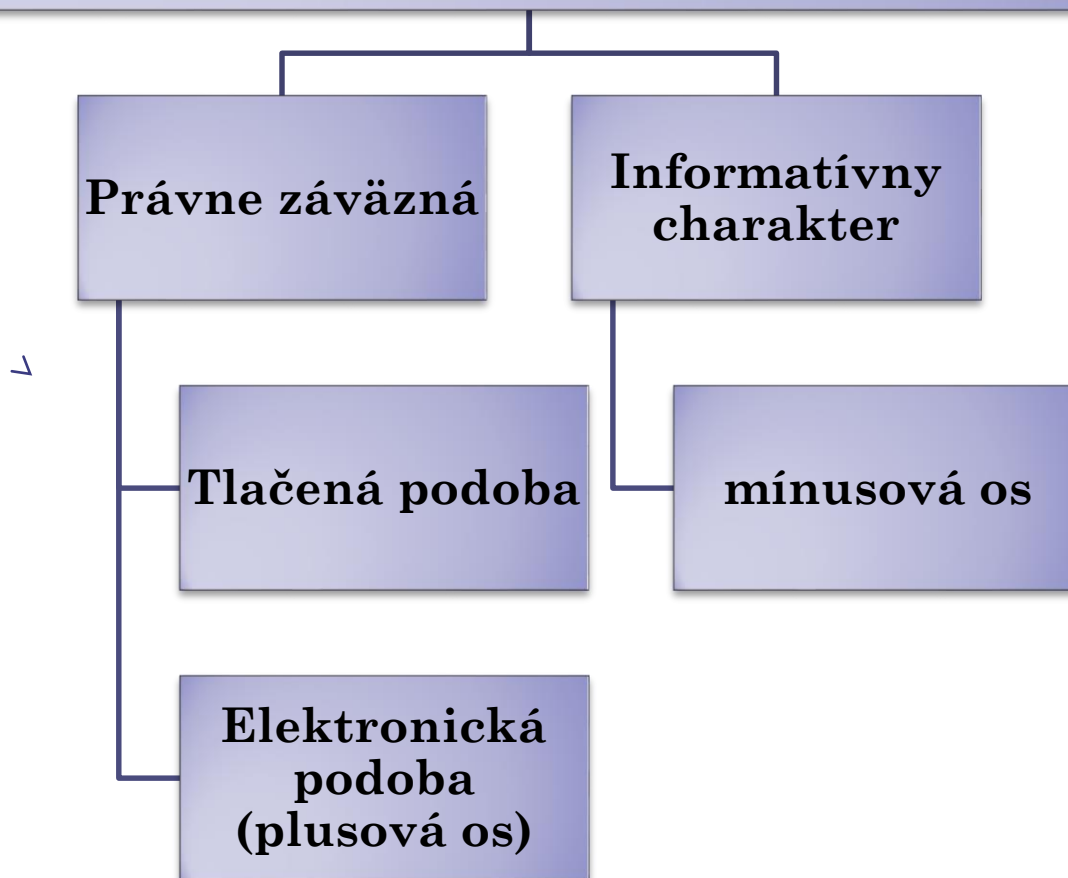 Právne záväzná
Informatívny
charakter
Tlačená podoba
mínusová os
Elektronická
podoba
(plusová os)